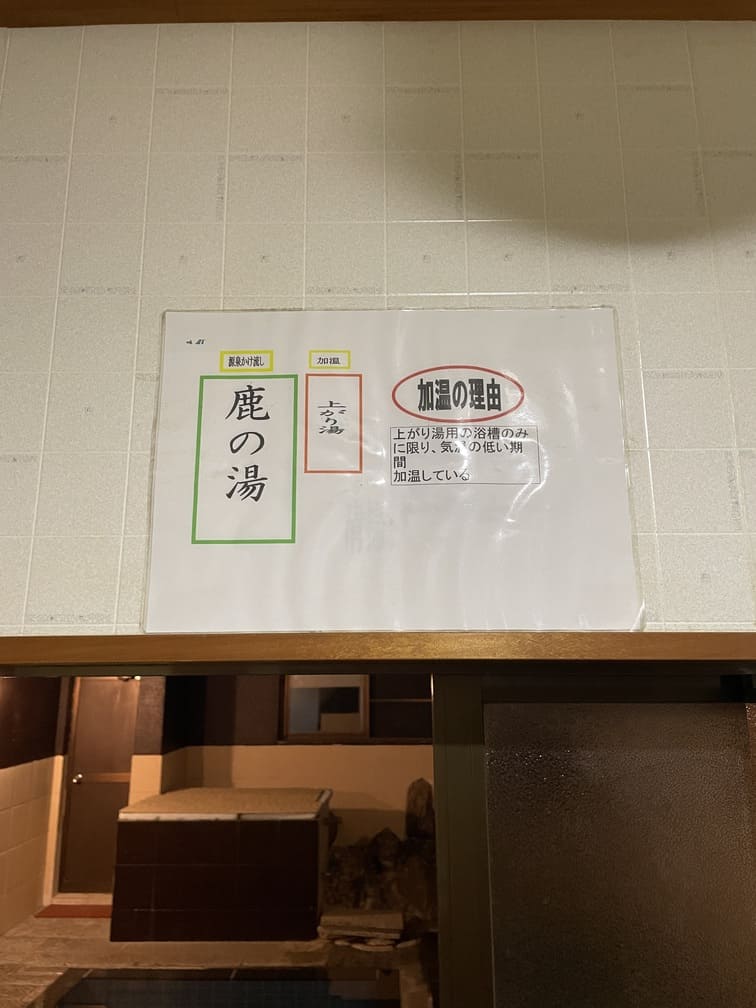 源泉かけ流し
鹿の湯
加温
上がり湯
加温の理由
上がり湯用の浴槽のみ
に限り、気温の低い期
間
加温している